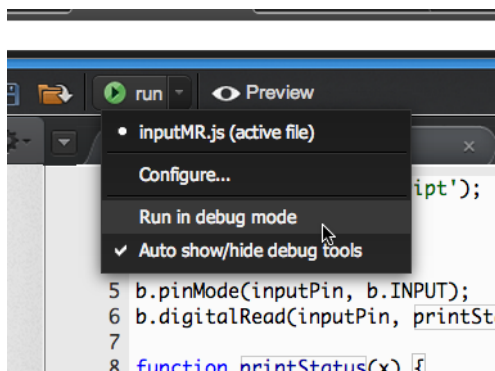 run
Preview
inputMR.js (active file)
Configure...
Run in debug mode
Auto show/hide debug tools
ipt');
5 b.pinMode(inputPin, b.INPUT);
6 b.digitalRead(inputPin, printSt
7
8 function printStatus(x) {